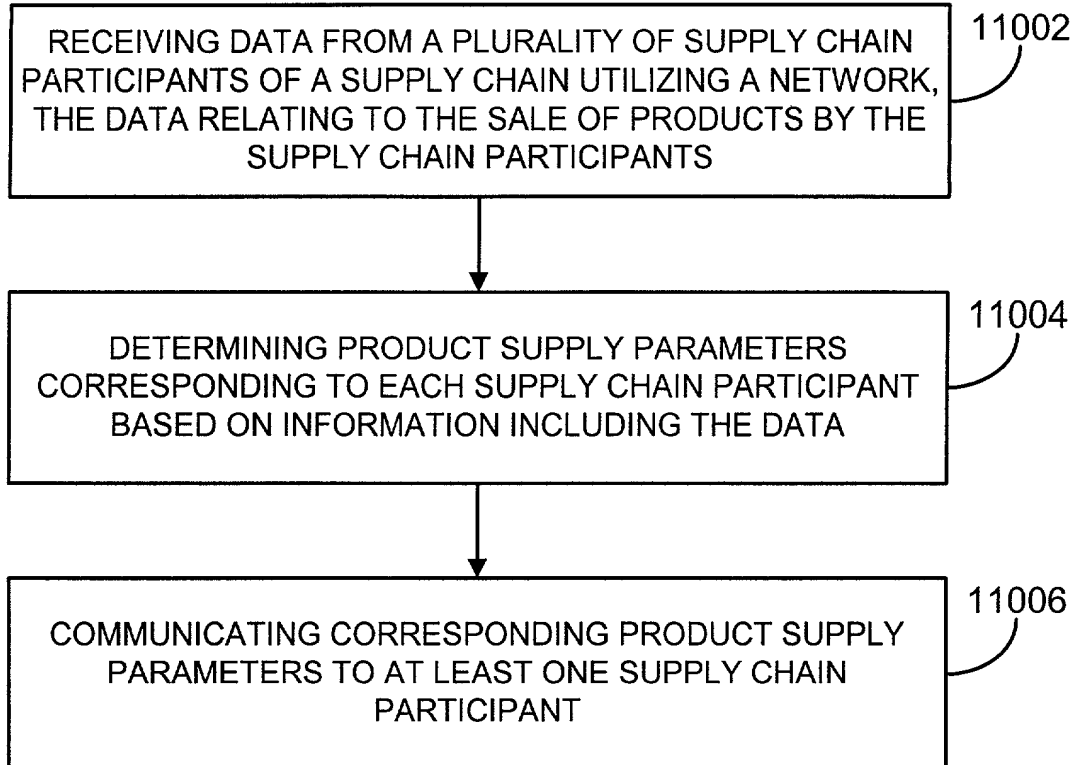 RECEIVING DATA FROM A PLURALITY OF SUPPLY CHAIN
PARTICIPANTS OF A SUPPLY CHAIN UTILIZING A NETWORK,
THE DATA RELATING TO THE SALE OF PRODUCTS BY THE
SUPPLY CHAIN PARTICIPANTS
11002
DETERMINING PRODUCT SUPPLY PARAMETERS
CORRESPONDING TO EACH SUPPLY CHAIN PARTICIPANT
BASED ON INFORMATION INCLUDING THE DATA
11004
COMMUNICATING CORRESPONDING PRODUCT SUPPLY
PARAMETERS TO AT LEAST ONE SUPPLY CHAIN
PARTICIPANT
11006